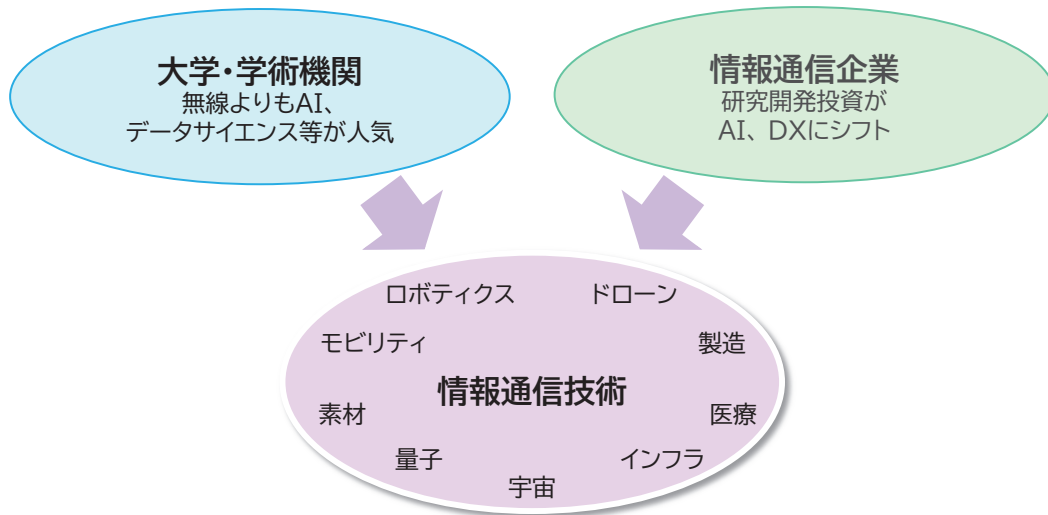 大学・学術機関
無線よりもAI、
データサイエンス等が人気
情報通信企業
研究開発投資が
AI、DXにシフト
ロボティクス
ドローン
モビリティ
製造
情報通信技術
素材
医療
量子
インフラ
宇宙